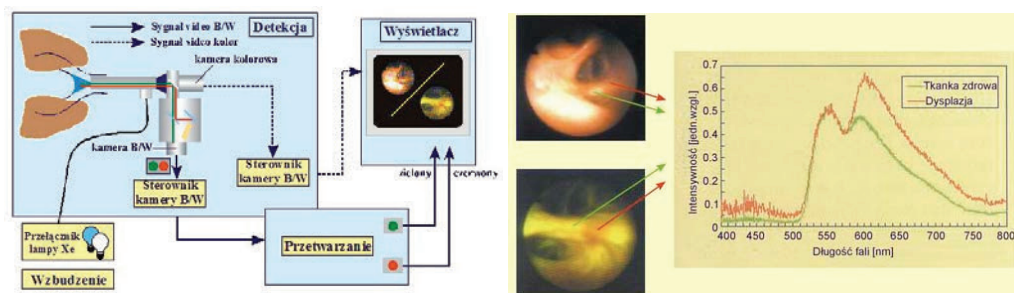 Sygnał video B/W
Sygnał video kolor
Detekcja
kamera kolorowa
kamera B/W
Sterownik
kamery B/W
Sterownik
kamery B/W
Przełącznik
lampy Xe
Wzbudzenie
Wyświetlacz
zielony
czerwony
Przetwarzanie
Intensywność [jedn.wzgl.]
0.7
0.6
0.5
0.4
0.3
0.2
0.1
0
Tkanka zdrowa
Dysplazja
400 450 500 550 600 650 700 750 800
Długość fali [nm]